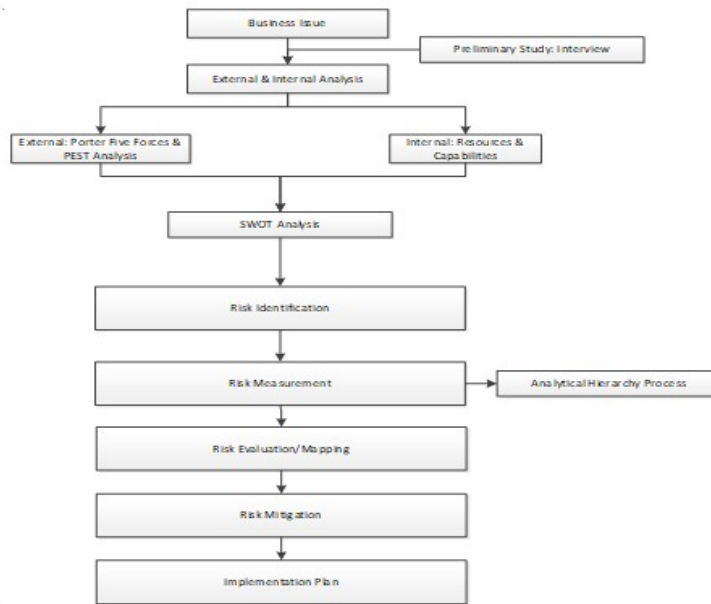 Business Issue
Preliminary Study: Interview
External & Internal Analysis
External: Porter Five Forces &
PEST Analysis
Internal: Resources &
Capabilities
SWOT Analysis
Risk Identification
Risk Measurement
Analytical Hierarchy Process
Risk Evaluation/Mapping
Risk Mitigation
Implementation Plan